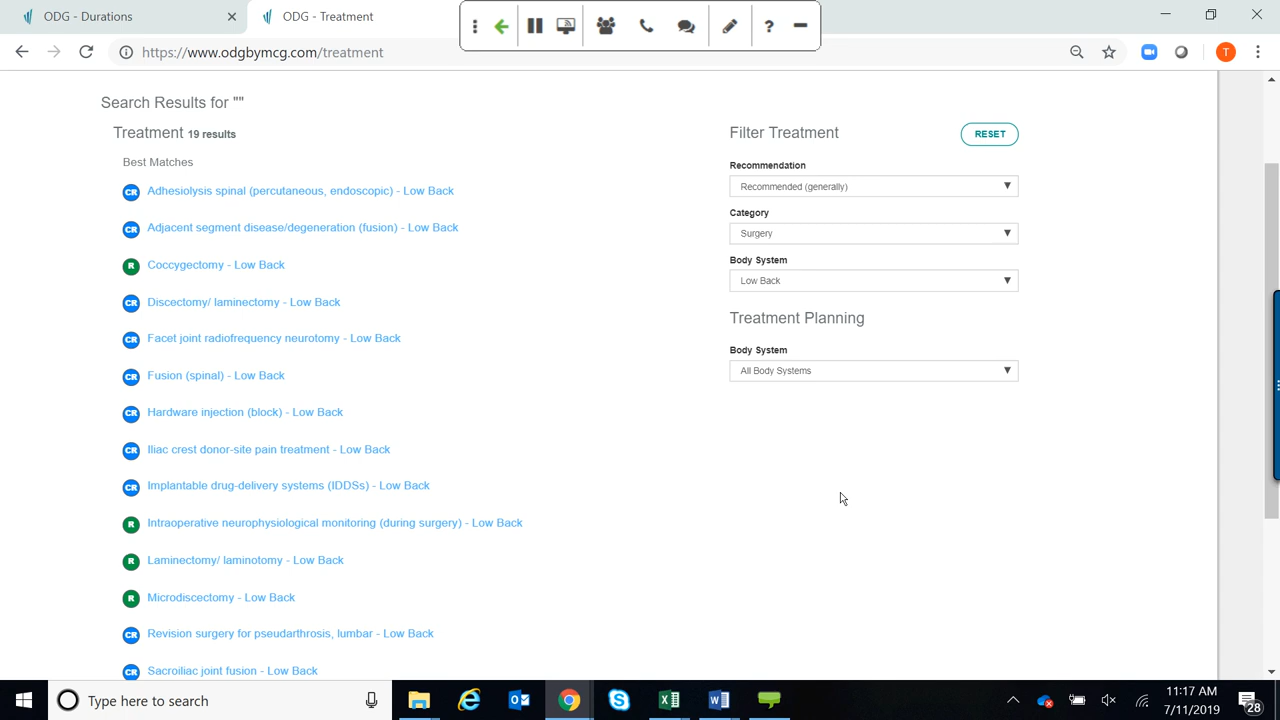 ODG - Durations
ODG - Treatment
https://www.odgbymcg.com/treatment
T
Search Results for ""
Treatment 19 results
Best Matches
CR Adhesiolysis spinal (percutaneous, endoscopic) - Low Back
CR Adjacent segment disease/degeneration (fusion) - Low Back
R Coccygectomy - Low Back
CR Discectomy/ laminectomy - Low Back
CR Facet joint radiofrequency neurotomy - Low Back
CR Fusion (spinal) - Low Back
CR Hardware injection (block) - Low Back
CR Iliac crest donor-site pain treatment - Low Back
CR Implantable drug-delivery systems (IDDSs) - Low Back
R Intraoperative neurophysiological monitoring (during surgery) - Low Back
R Laminectomy/ laminotomy - Low Back
R Microdiscectomy - Low Back
CR Revision surgery for pseudarthrosis, lumbar - Low Back
CR Sacroiliac joint fusion - Low Back
Filter Treatment
RESET
Recommendation
Recommended (generally)
Category
Surgery
Body System
Low Back
Treatment Planning
Body System
All Body Systems
Type here to search
11:17 AM
7/11/2019
28